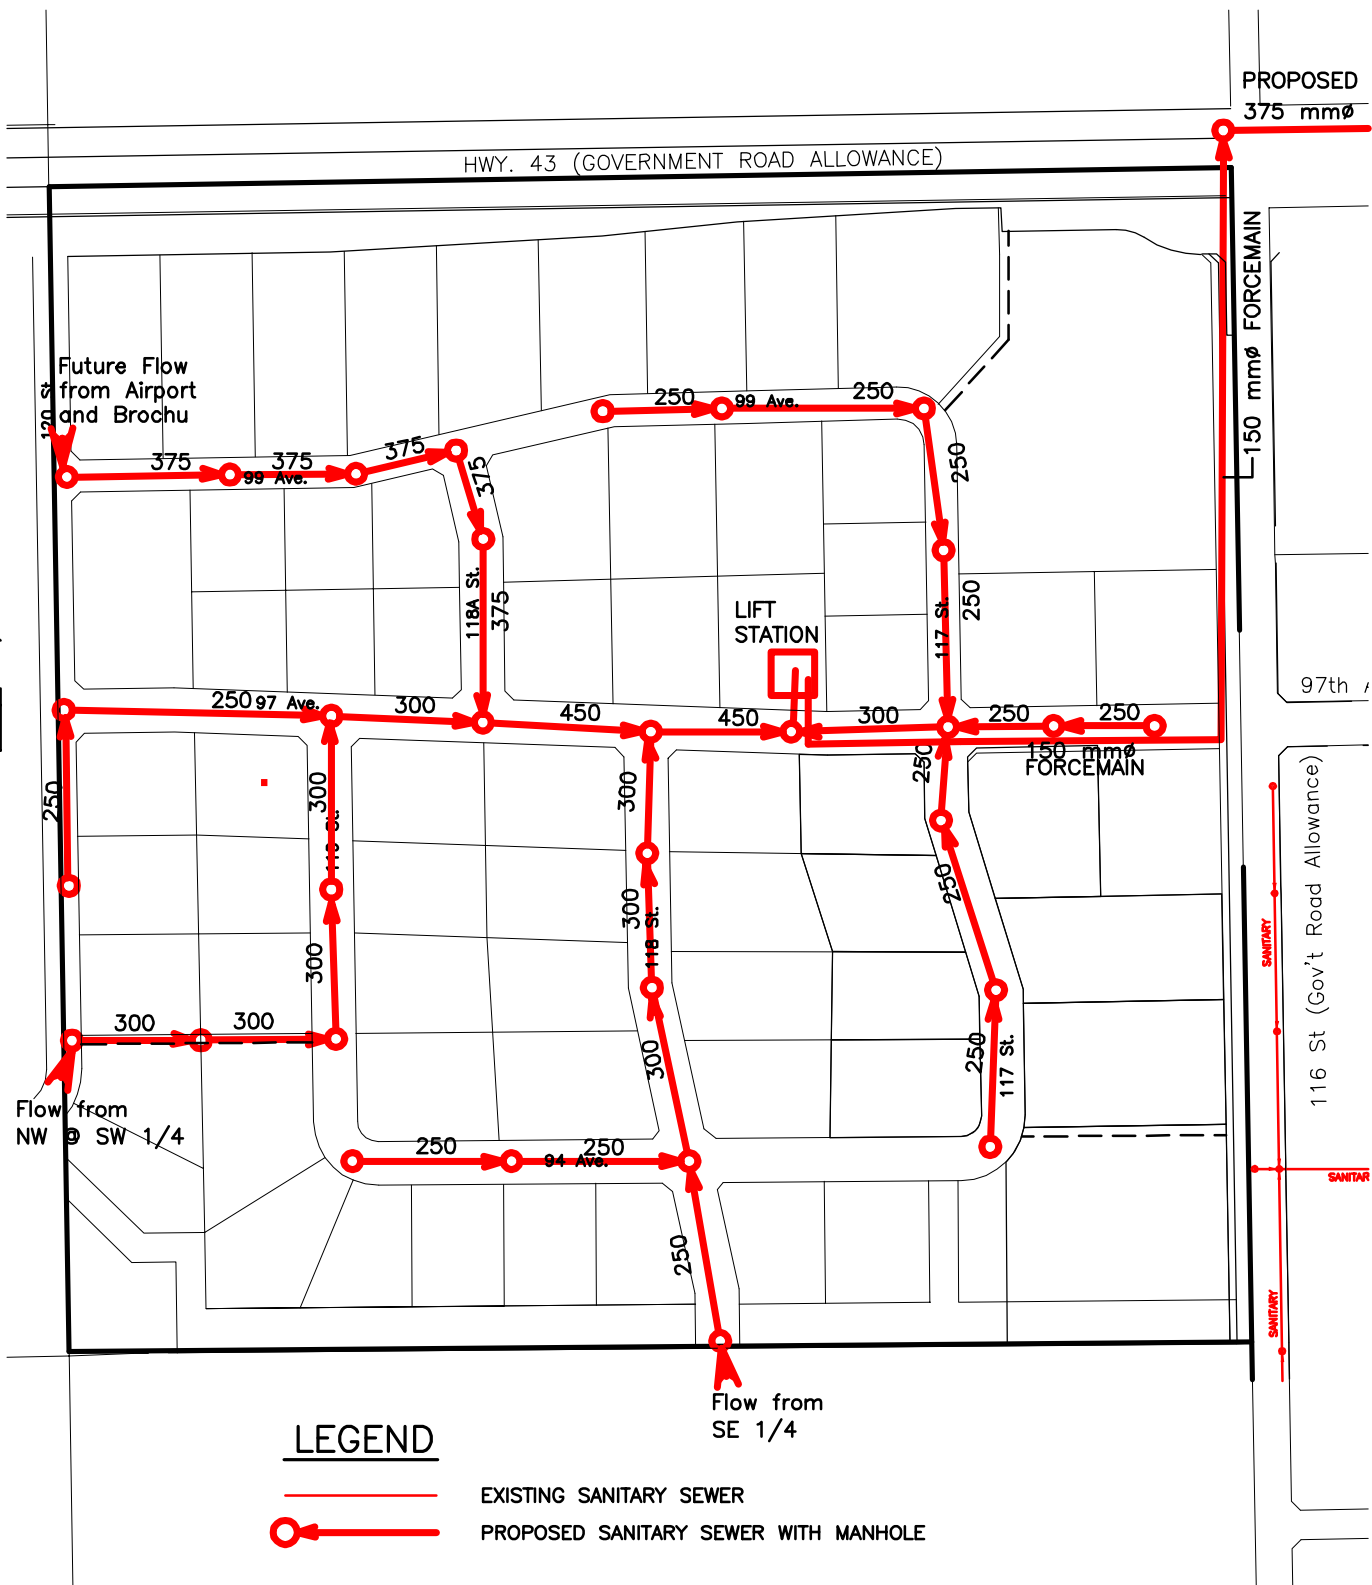 PROPOSED
375 mmø
HWY. 43 (GOVERNMENT ROAD ALLOWANCE)
150 mmø FORCEMAIN
Future Flow
from Airport
and Brochu
120 St
250
99 Ave.
250
375
375
99 Ave.
375
375
250
118A St.
375
LIFT
STATION
117 St.
250
97th
250
97 Ave.
300
450
450
300
250
250
150 mmø
FORCEMAIN
250
250
300
St.
300
250
300
118 St.
250
300
SANITARY
116 St (Gov't Road Allowance)
300
300
300
250
117 St.
Flow from
NW @ SW 1/4
250
94 Ave.
250
SANITAR
250
SANITARY
Flow from
SE 1/4
LEGEND
EXISTING SANITARY SEWER
PROPOSED SANITARY SEWER WITH MANHOLE